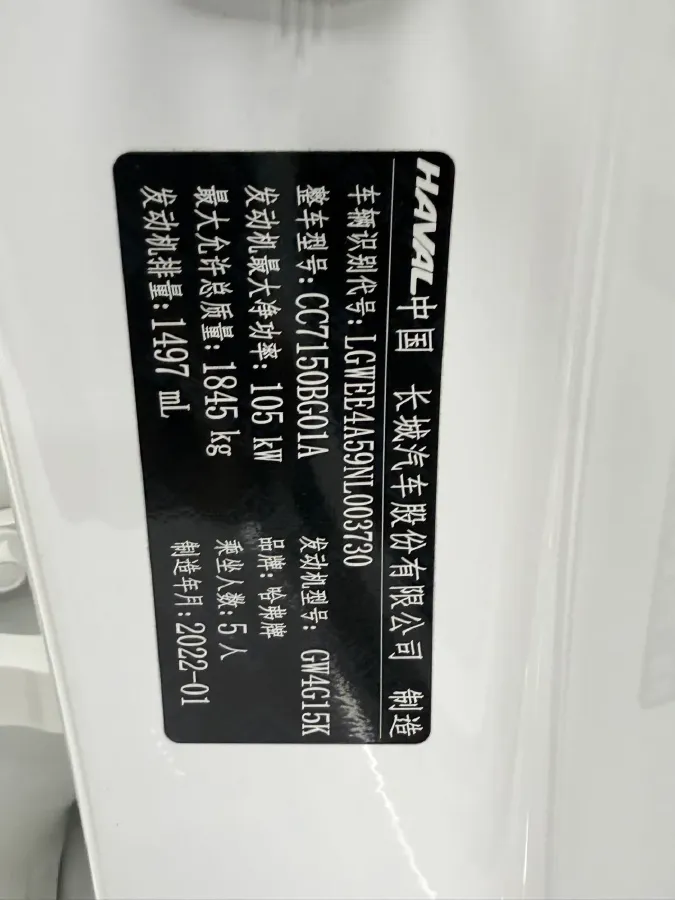 HAVAL中国 长城汽车股份有限公司 制造
车辆识别代号:LGWEE4A59NL003730
整车型号:CC7150BG01A 发动机型号: GW4G15K
发动机最大净功率: 105 kW 品牌: 哈弗牌
最大允许总质量: 1845 kg 乘坐人数: 5 人
发动机排量: 1497 mL 制造年月: 2022-01